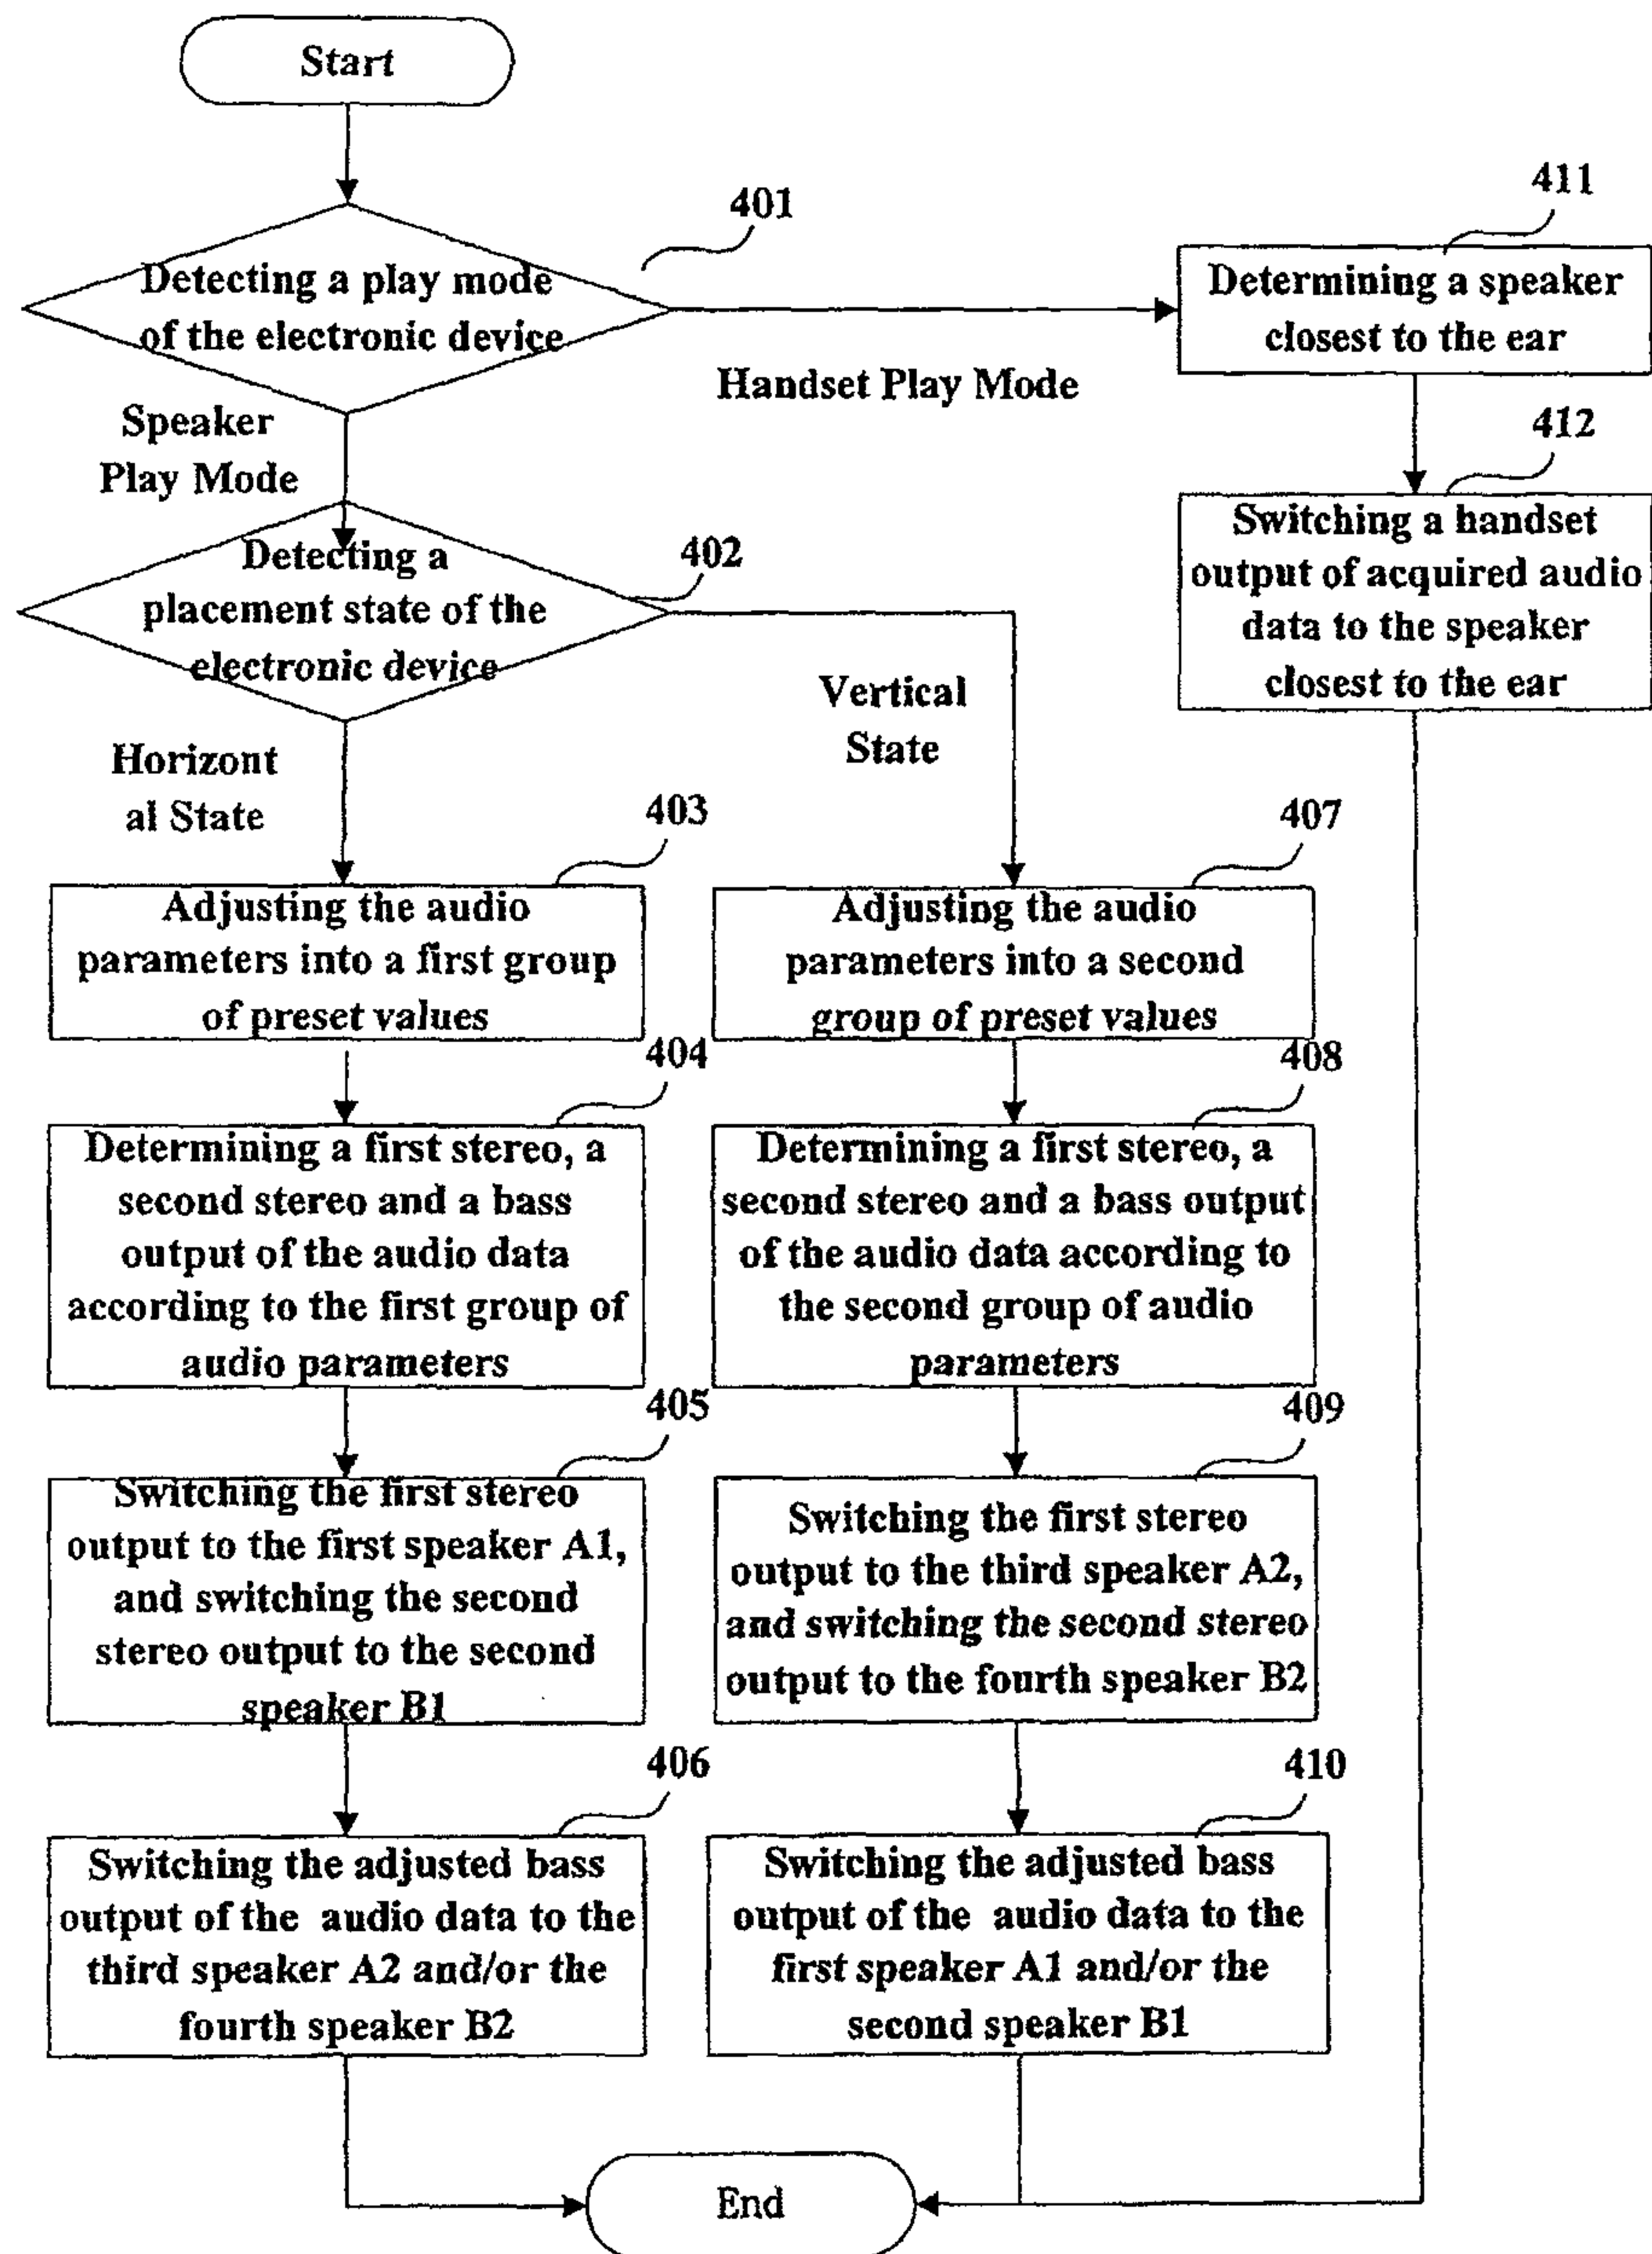 Start
401
Detecting a play mode
of the electronic device
Handset Play Mode
411
Determining a speaker
closest to the ear
412
Switching a handset
output of acquired audio
data to the speaker
closest to the ear
Speaker
Play Mode
402
Detecting a
placement state of the
electronic device
Vertical
State
Horizont
al State
403
Adjusting the audio
parameters into a first group
of preset values
404
Determining a first stereo, a
second stereo and a bass
output of the audio data
according to the first group of
audio parameters
405
Switching the first stereo
output to the first speaker A1,
and switching the second
stereo output to the second
speaker B1
406
Switching the adjusted bass
output of the audio data to the
third speaker A2 and/or the
fourth speaker B2
407
Adjusting the audio
parameters into a second
group of preset values
408
Determining a first stereo, a
second stereo and a bass output
of the audio data according to
the second group of audio
parameters
409
Switching the first stereo
output to the third speaker A2,
and switching the second stereo
output to the fourth speaker B2
410
Switching the adjusted bass
output of the audio data to the
first speaker A1 and/or the
second speaker B1
End